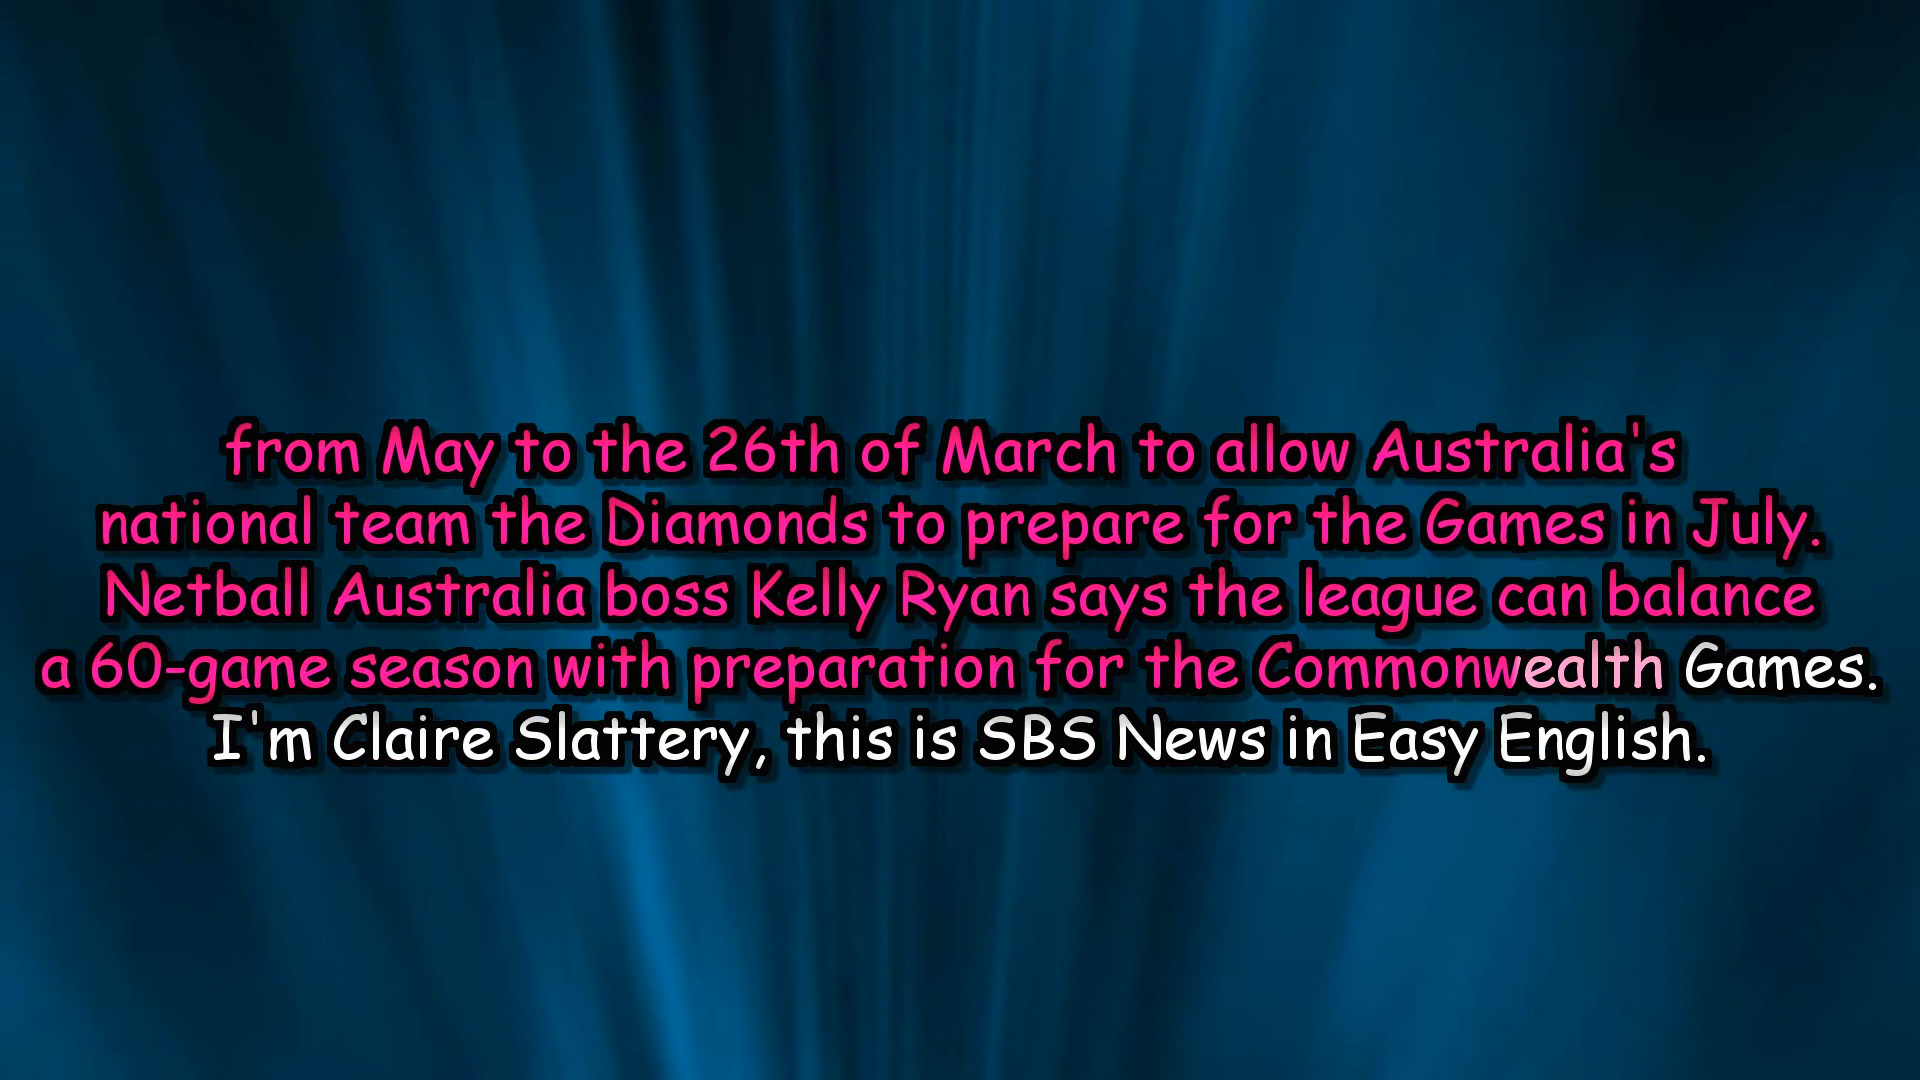 from May to the 26th of March to allow Australia's
national team the Diamonds to prepare for the Games in July.
Netball Australia boss Kelly Ryan says the league can balance
a 60-game season with preparation for the Commonwealth Games.
I'm Claire Slattery, this is SBS News in Easy English.